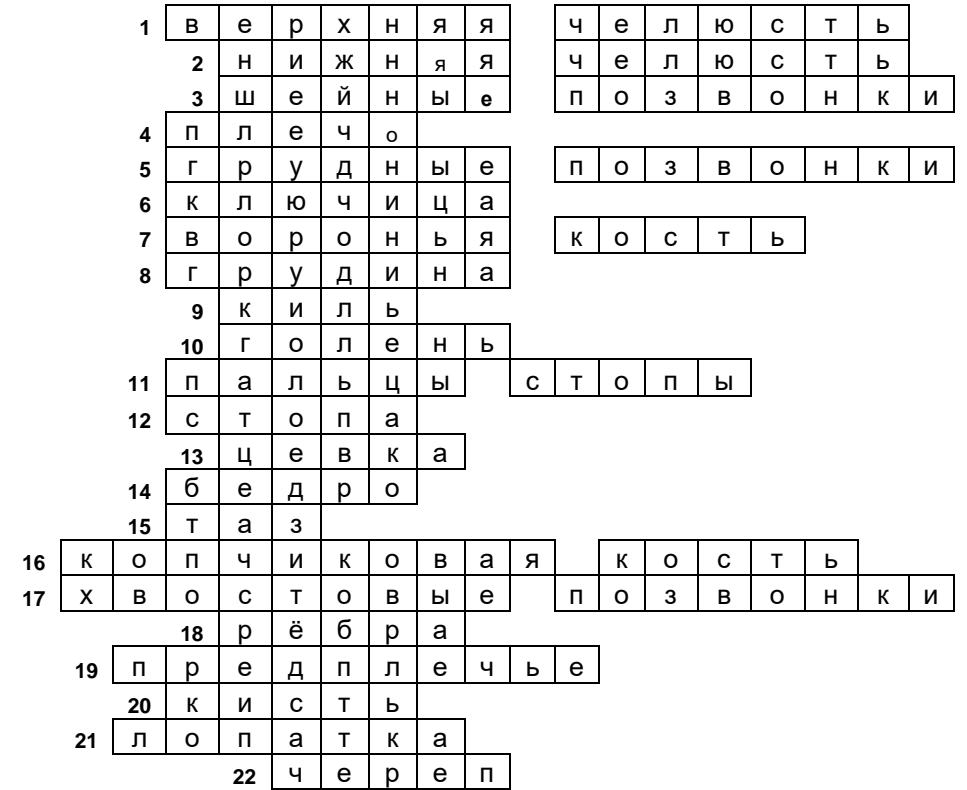 1 верхняя челюсть
2 нижняя челюсть
3 шейные позвонки
4 плечо
5 грудные позвонки
6 ключица
7 воронья кость
8 грудина
9 киль
10 голень
11 пальцы стопы
12 стопа
13 цевка
14 бедро
15 таз
16 копчиковая кость
17 хвостовые позвонки
18 рёбра
19 предплечье
20 кисть
21 лопатка
22 череп